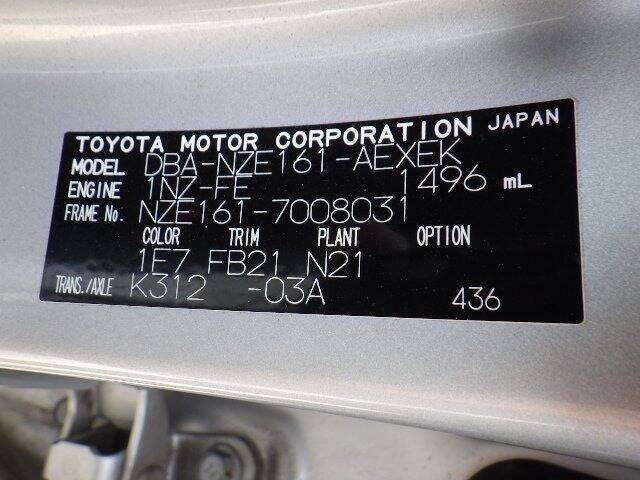 TOYOTA MOTOR CORPORATION JAPAN
MODEL DBA-NZE161-AEXEK
ENGINE 1NZ-FE 1496 mL
FRAME No. NZE161-7008031
COLOR TRIM PLANT OPTION
1E7 FB21 N21
TRANS./AXLE K312 -03A 436